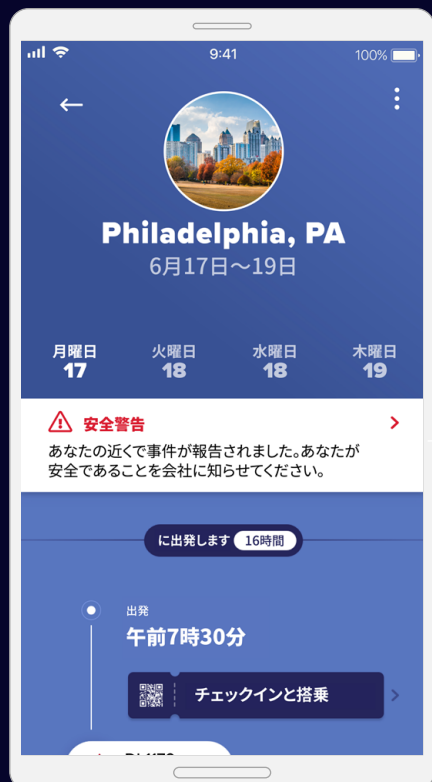 9:41
100%
Philadelphia, PA
6月17日～19日
月曜日 火曜日 水曜日 木曜日
17 18 18 19
安全警告
あなたの近くで事件が報告されました。あなたが
安全であることを会社に知らせてください。
に出発します 16時間
出発
午前7時30分
チェックインと搭乗